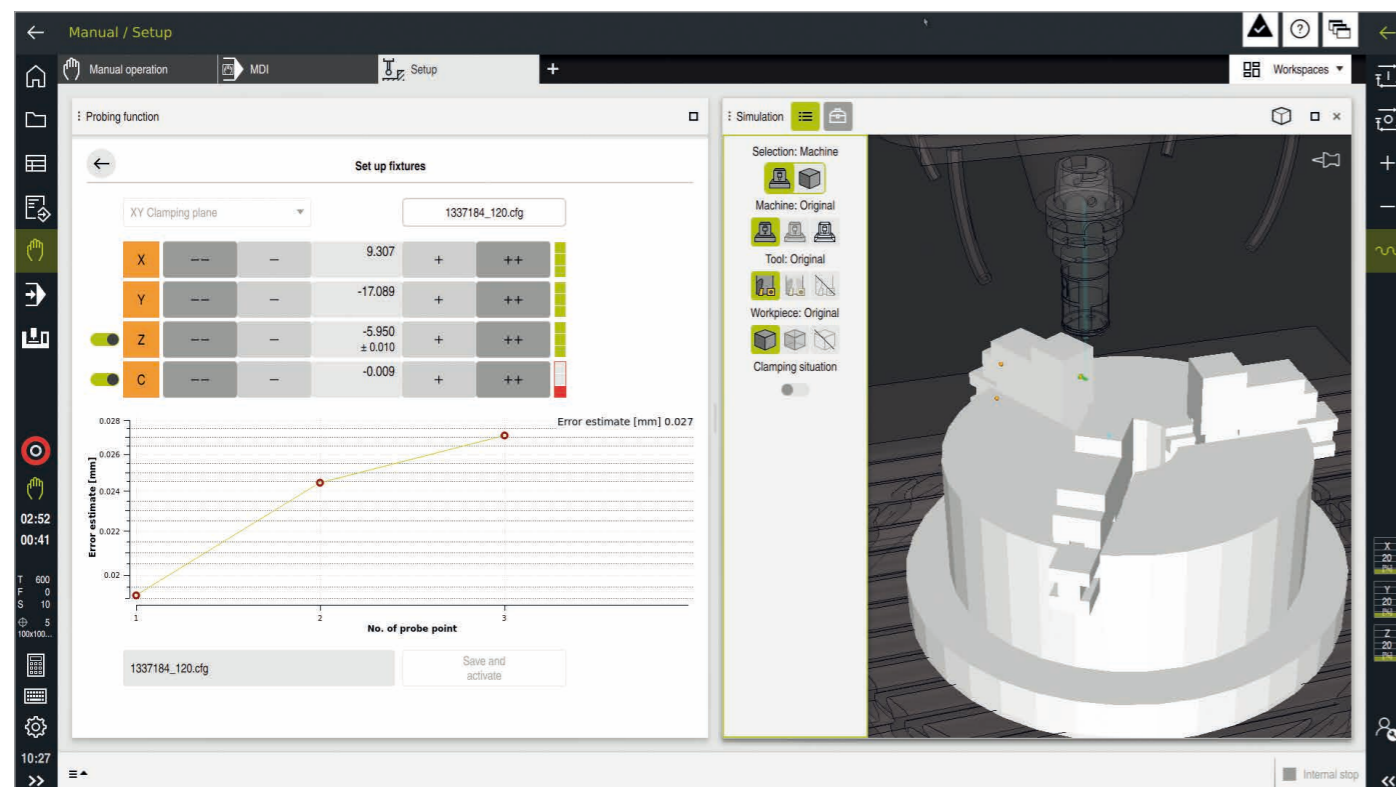 Manual / Setup
Manual operation
MDI
Setup
+
Workspaces
Probing function
Set up fixtures
XY Clamping plane
1337184_120.cfg
X -- - 9.307 + ++
Y -- - -17.089 + ++
Z -- - -5.950 + ++
± 0.010
C -- - -0.009 + ++
Error estimate [mm] 0.027
Error estimate [mm]
0.028
0.026
0.024
0.022
0.02
1 2 3
No. of probe point
1337184_120.cfg
Save and
activate
Simulation
Selection: Machine
Machine: Original
Tool: Original
Workpiece: Original
Clamping situation
02:52
00:41
T 600
F 0
S 10
5
100x100...
10:27
X
20
Y
20
Z
20
Internal stop